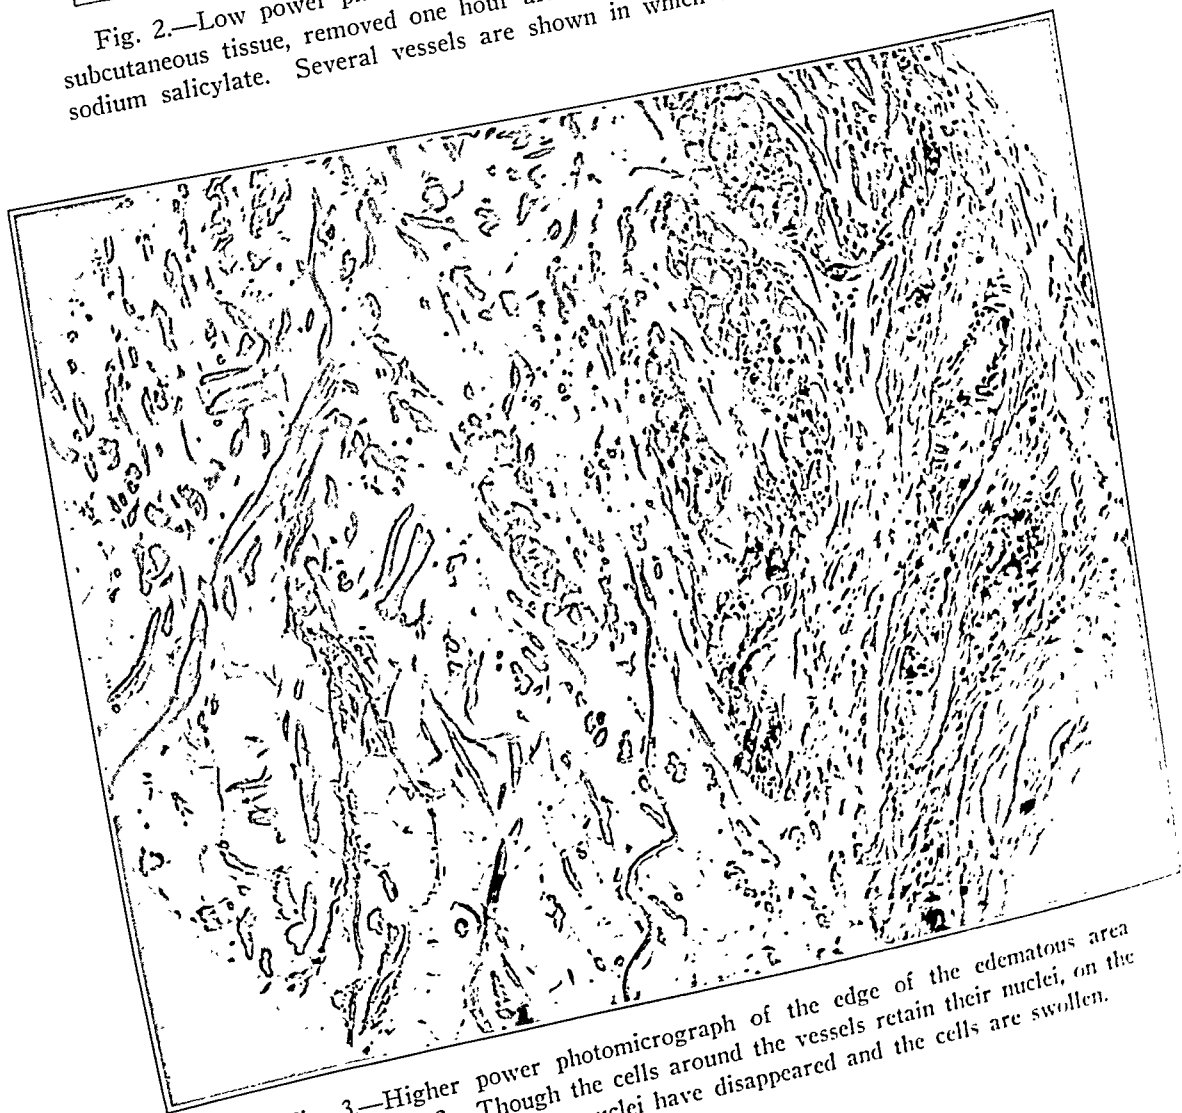 Fig. 2.—Low power
subcutaneous tissue, removed one hour
sodium salicylate. Several vessels are shown in which
3.—Higher power photomicrograph of the edge of the edematous area
Though the cells around the vessels retain their nuclei, on the
have disappeared and the cells are swollen.